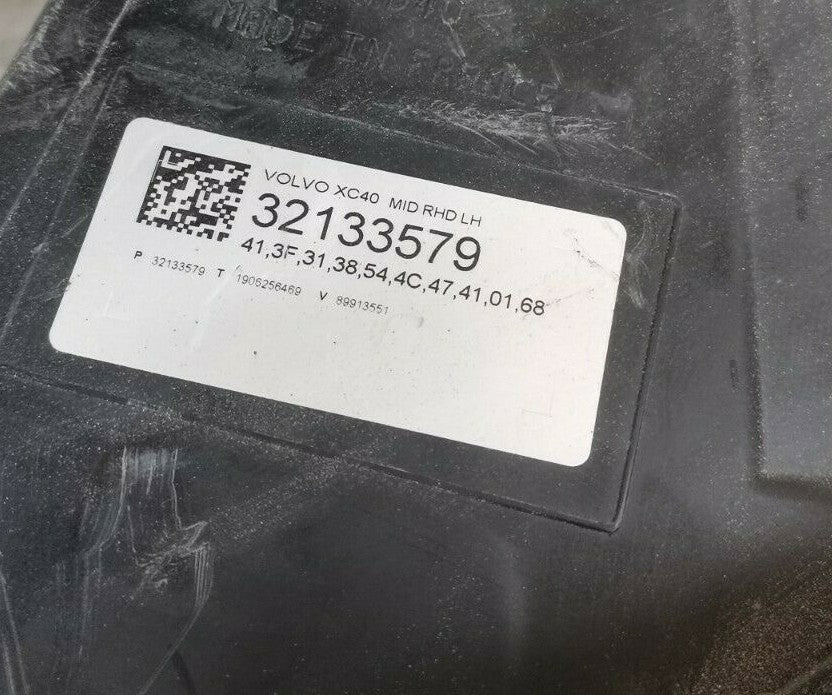 MADE IN FRANCE
VOLVO XC40 MID RHD LH
32133579
41,3F,31,38,54,4C,47,41,01,68
P 32133579 T 1906256469 V 89913551